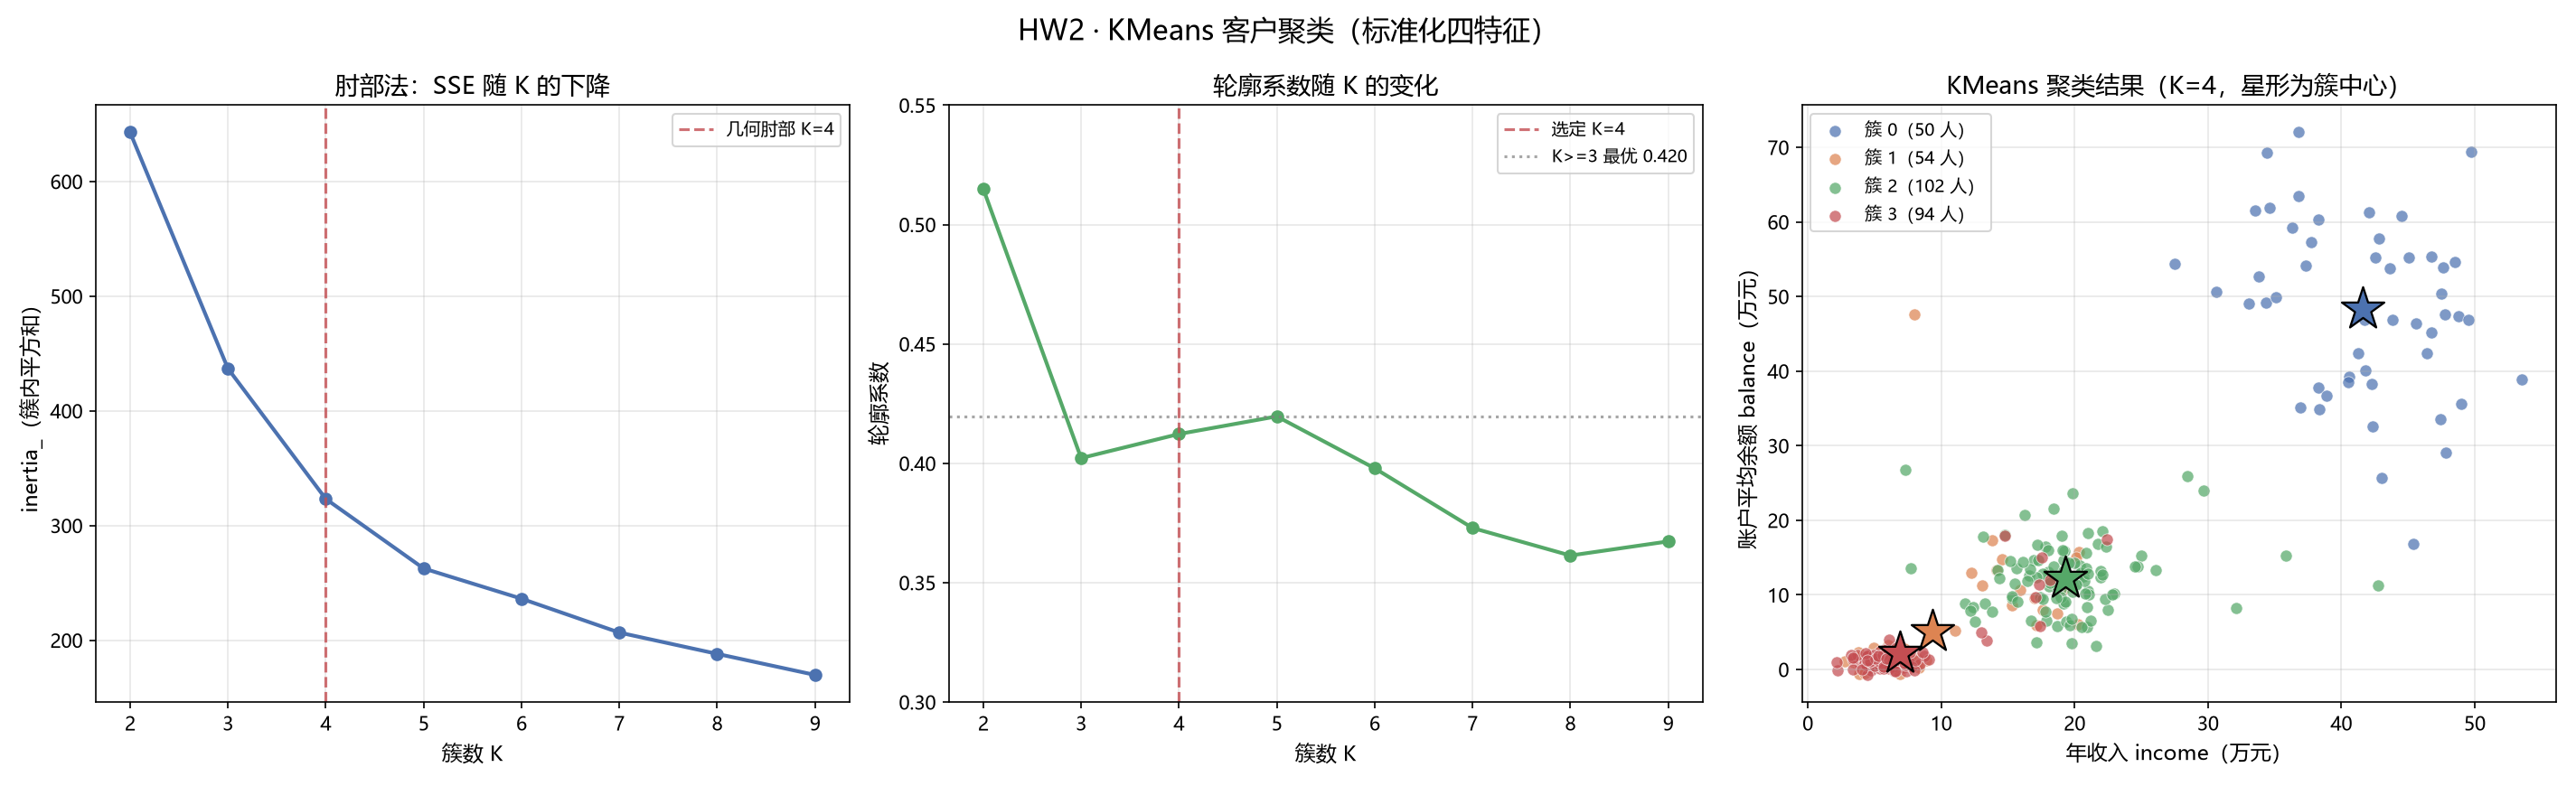 HW2 · KMeans 客户聚类（标准化四特征）
肘部法：SSE 随 K 的下降
几何肘部 K=4
inertia_（簇内平方和）
600
500
400
300
200
2 3 4 5 6 7 8 9
簇数 K
轮廓系数随 K 的变化
选定 K=4
K>=3 最优 0.420
轮廓系数
0.55
0.50
0.45
0.40
0.35
0.30
2 3 4 5 6 7 8 9
簇数 K
KMeans 聚类结果（K=4，星形为簇中心）
簇 0（50 人）
簇 1（54 人）
簇 2（102 人）
簇 3（94 人）
账户平均余额 balance（万元）
70
60
50
40
30
20
10
0
0 10 20 30 40 50
年收入 income（万元）